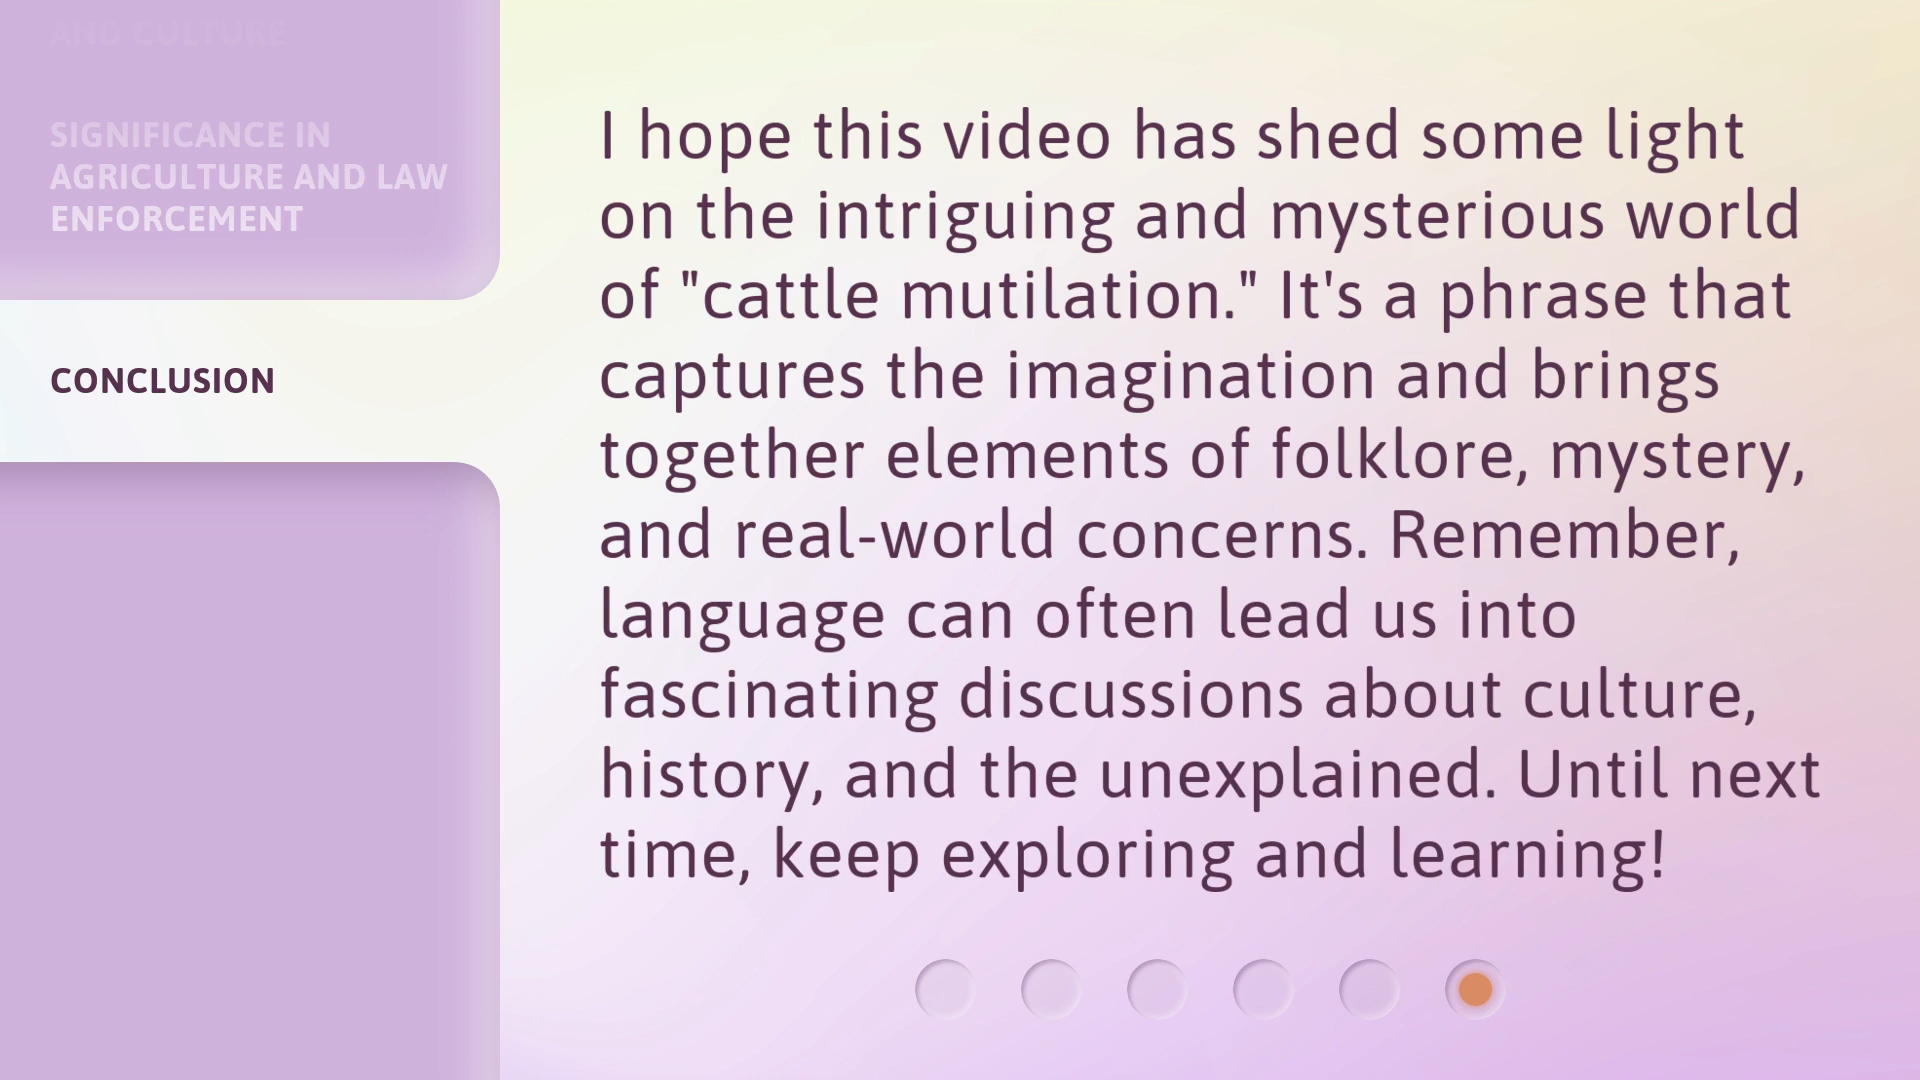 AND CULTURE
SIGNIFICANCE IN
AGRICULTURE AND LAW
ENFORCEMENT
CONCLUSION
I hope this video has shed some light
on the intriguing and mysterious world
of "cattle mutilation." It's a phrase that
captures the imagination and brings
together elements of folklore, mystery,
and real-world concerns. Remember,
language can often lead us into
fascinating discussions about culture,
history, and the unexplained. Until next
time, keep exploring and learning!